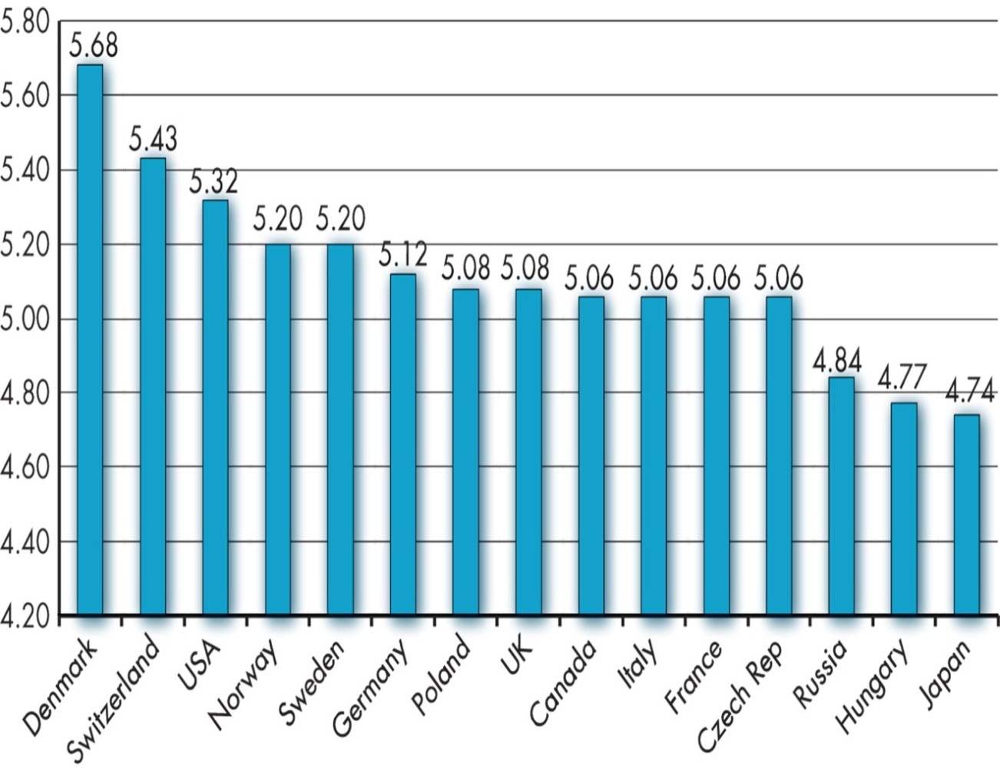 5.80
5.60
5.40
5.20
5.00
4.80
4.60
4.40
4.20
5.68
5.43
5.32
5.20
5.20
5.12
5.08
5.08
5.06
5.06
5.06
5.06
4.84
4.77
4.74
Denmark
Switzerland
USA
Norway
Sweden
Germany
Poland
UK
Canada
Italy
France
Czech Rep
Russia
Hungary
Japan